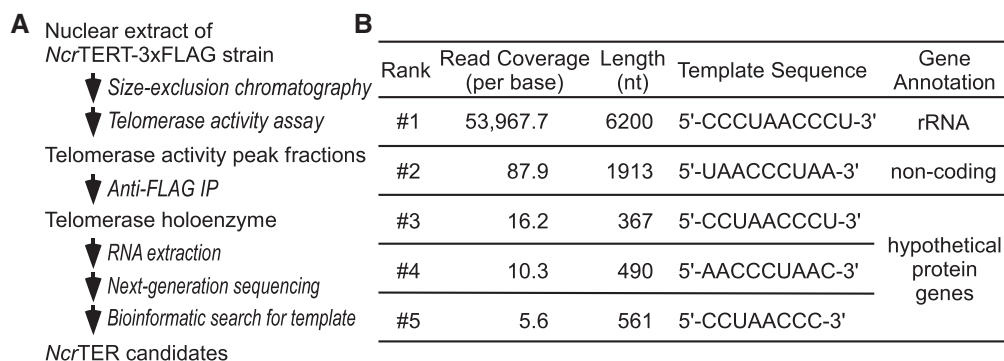 A
Nuclear extract of
NcrTERT-3xFLAG strain
Size-exclusion chromatography
Telomerase activity assay
Telomerase activity peak fractions
Anti-FLAG IP
Telomerase holoenzyme
RNA extraction
Next-generation sequencing
Bioinformatic search for template
NcrTER candidates
B
Rank Read Coverage (per base) Length (nt) Template Sequence Gene Annotation
#1 53,967.7 6200 5'-CCCUAACCCU-3' rRNA
#2 87.9 1913 5'-UAACCCUAA-3' non-coding
#3 16.2 367 5'-CCUAACCCU-3'
#4 10.3 490 5'-AACCCUAAC-3'
#5 5.6 561 5'-CCUAACCC-3'
hypothetical
protein
genes